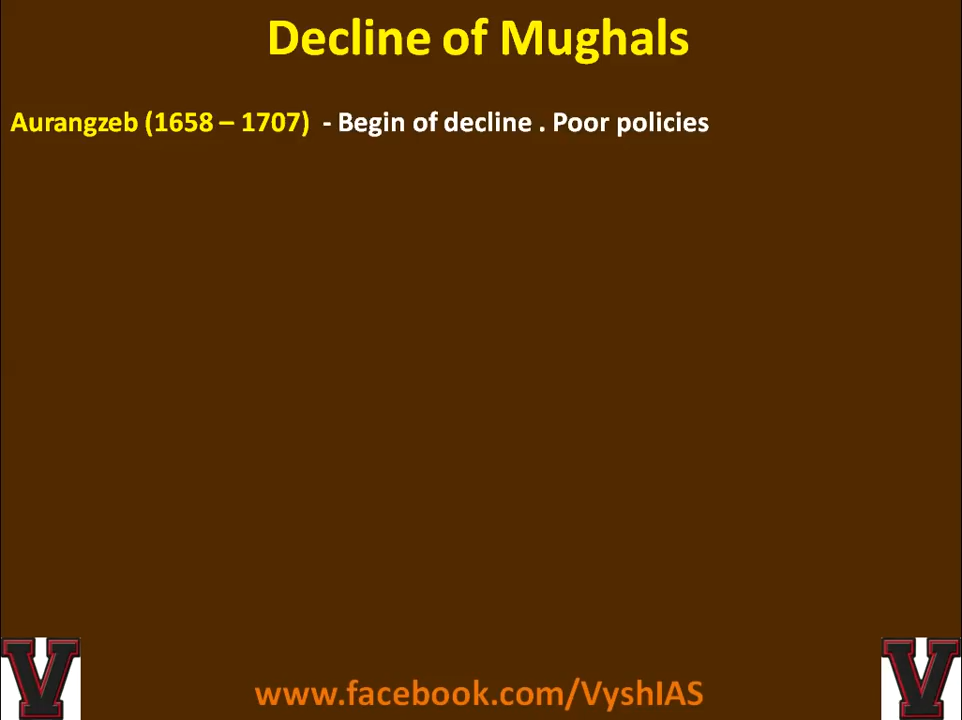 Decline of Mughals
Aurangzeb (1658 – 1707) - Begin of decline . Poor policies
V V
www.facebook.com/VyshIAS